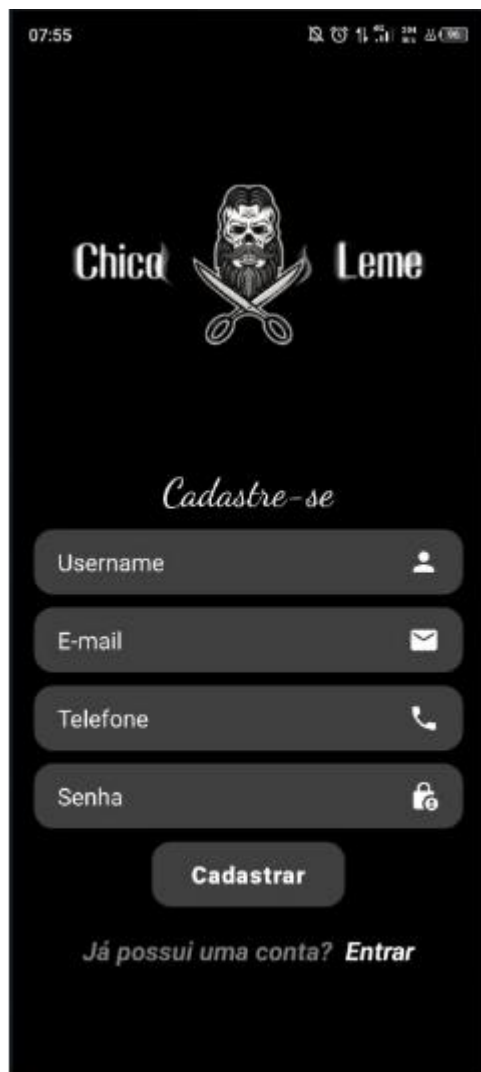 07:55
Chico Leme
Cadastre-se
Username
E-mail
Telefone
Senha
Cadastrar
Já possui uma conta? Entrar